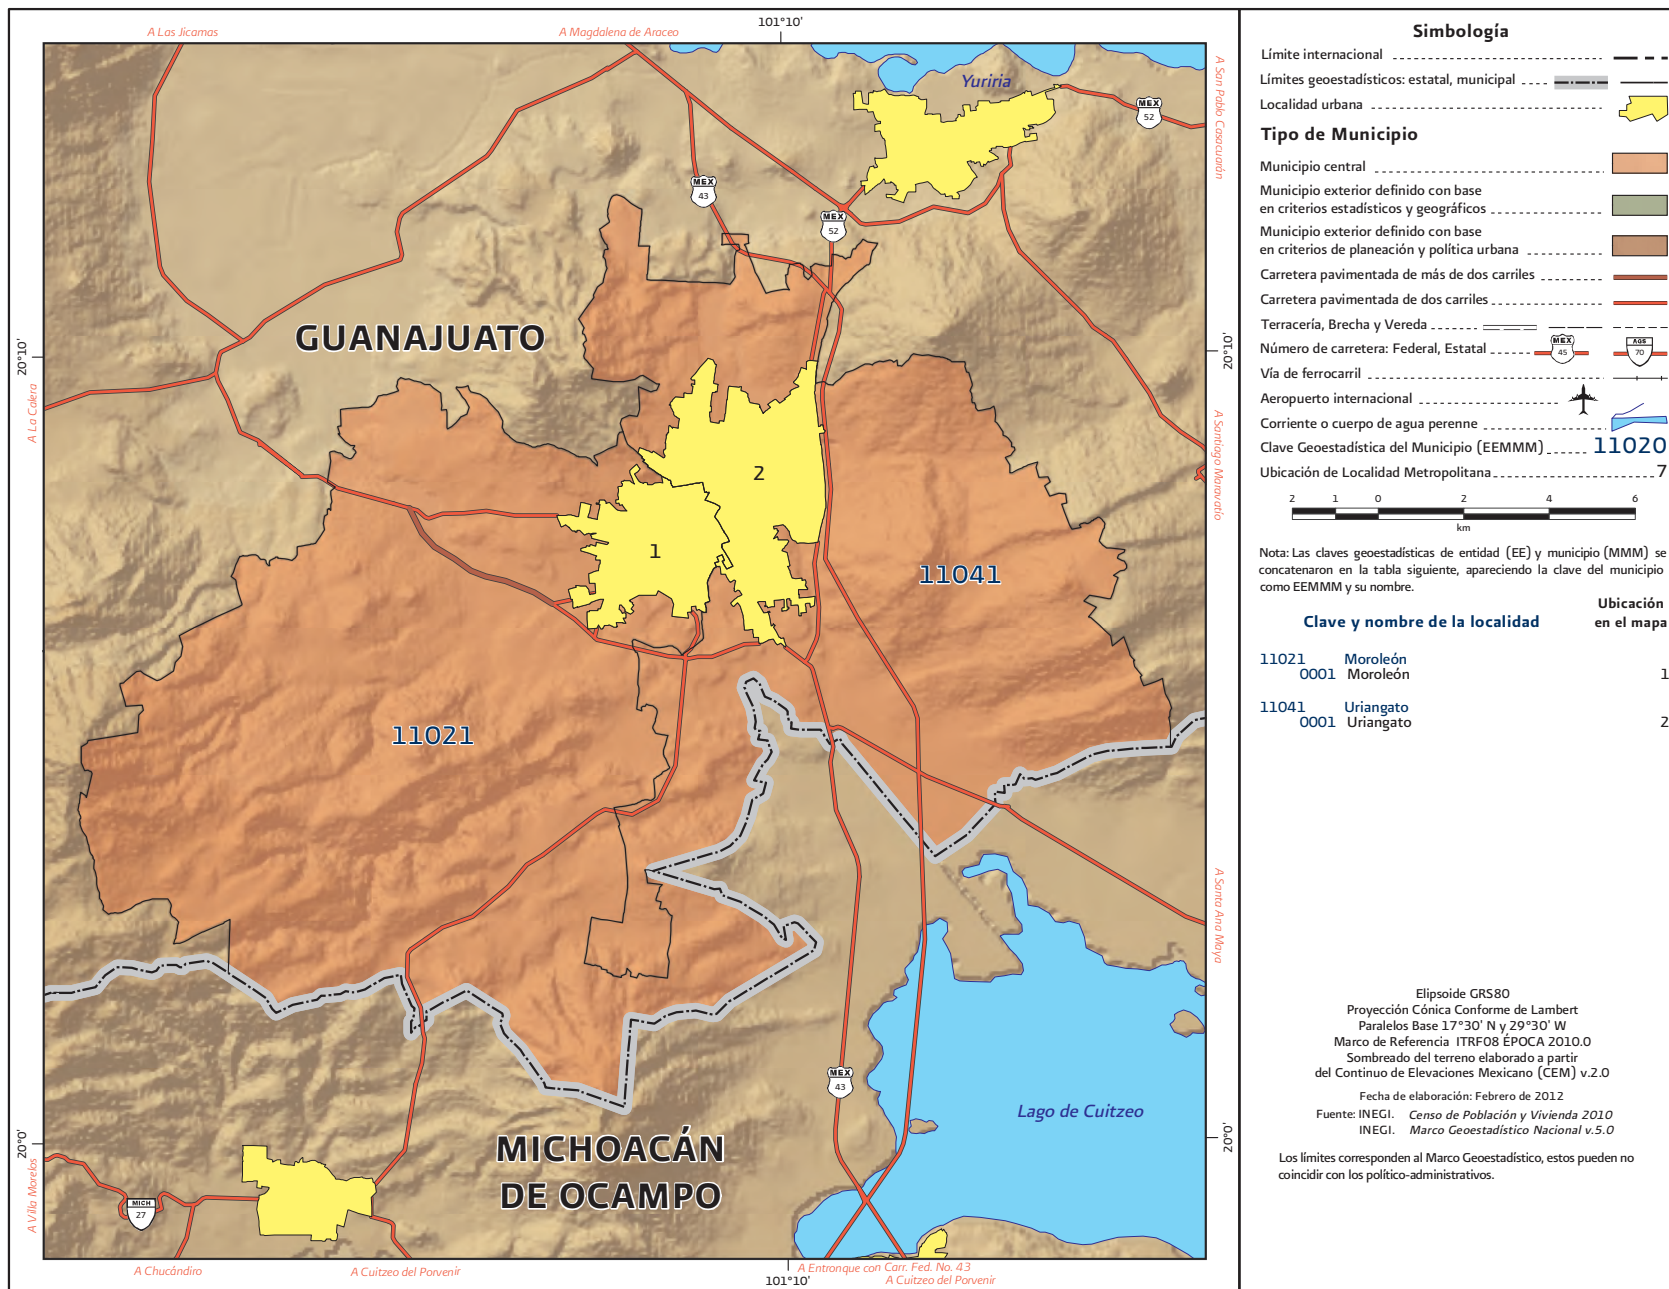 101°10'
A Las Jícamas
A Magdalena de Araceo
Yuriria
A San Pablo Casacuarán
MEX
52
MEX
43
MEX
52
GUANAJUATO
20°10'
20°10'
A La Calera
A Santiago Maravatío
2
1
11041
11021
A Santa Ana Maya
MEX
43
Lago de Cuitzeo
MICHOACÁN
DE OCAMPO
20°0'
20°0'
A Villa Morelos
MICH
27
A Chucándiro
A Cuitzeo del Porvenir
101°10'
A Entronque con Carr. Fed. No. 43
A Cuitzeo del Porvenir
Simbología
Límite internacional
Límites geoestadísticos: estatal, municipal
Localidad urbana
Tipo de Municipio
Municipio central
Municipio exterior definido con base
en criterios estadísticos y geográficos
Municipio exterior definido con base
en criterios de planeación y política urbana
Carretera pavimentada de más de dos carriles
Carretera pavimentada de dos carriles
Terracería, Brecha y Vereda
Número de carretera: Federal, Estatal MEX 45 AGS 70
Vía de ferrocarril
Aeropuerto internacional
Corriente o cuerpo de agua perenne
Clave Geoestadística del Municipio (EEMMM) 11020
Ubicación de Localidad Metropolitana 7
2 1 0 2 4 6
km
Nota: Las claves geoestadísticas de entidad (EE) y municipio (MMM) se
concatenaron en la tabla siguiente, apareciendo la clave del municipio
como EEMMM y su nombre.
Clave y nombre de la localidad
Ubicación
en el mapa
11021 Moroleón
0001 Moroleón 1
11041 Uriangato
0001 Uriangato 2
Elipsoide GRS80
Proyección Cónica Conforme de Lambert
Paralelos Base 17°30' N y 29°30' W
Marco de Referencia ITRF08 ÉPOCA 2010.0
Sombreado del terreno elaborado a partir
del Continuo de Elevaciones Mexicano (CEM) v.2.0
Fecha de elaboración: Febrero de 2012
Fuente: INEGI. Censo de Población y Vivienda 2010
INEGI. Marco Geoestadístico Nacional v.5.0
Los límites corresponden al Marco Geoestadístico, estos pueden no
coincidir con los político-administrativos.